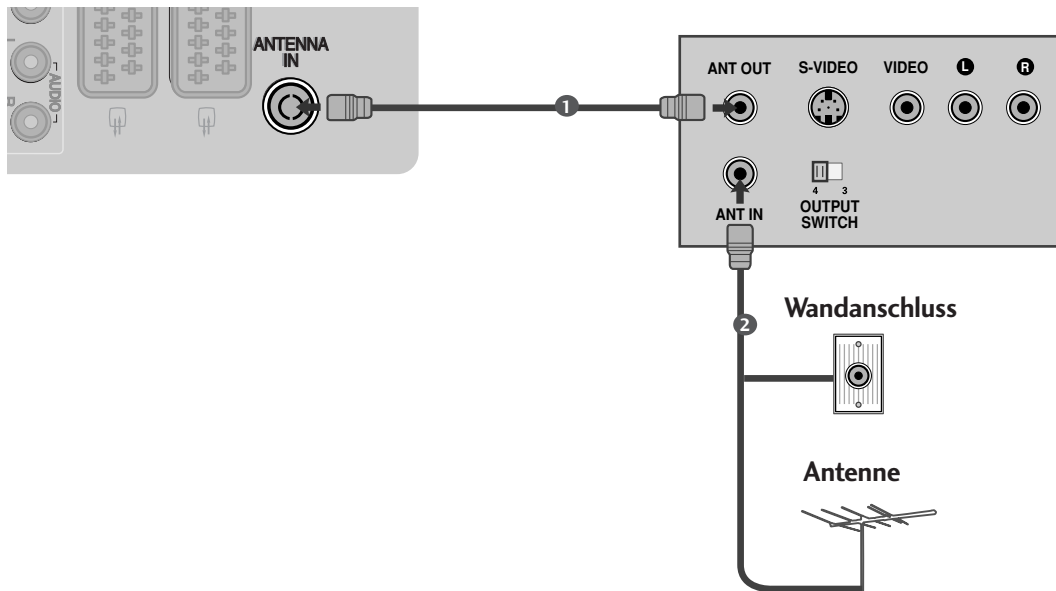 ANTENNA
IN
AUDIO
R
1
ANT OUT
S-VIDEO
VIDEO
L
R
4
3
ANT IN
OUTPUT
SWITCH
2
Wandanschluss
Antenne